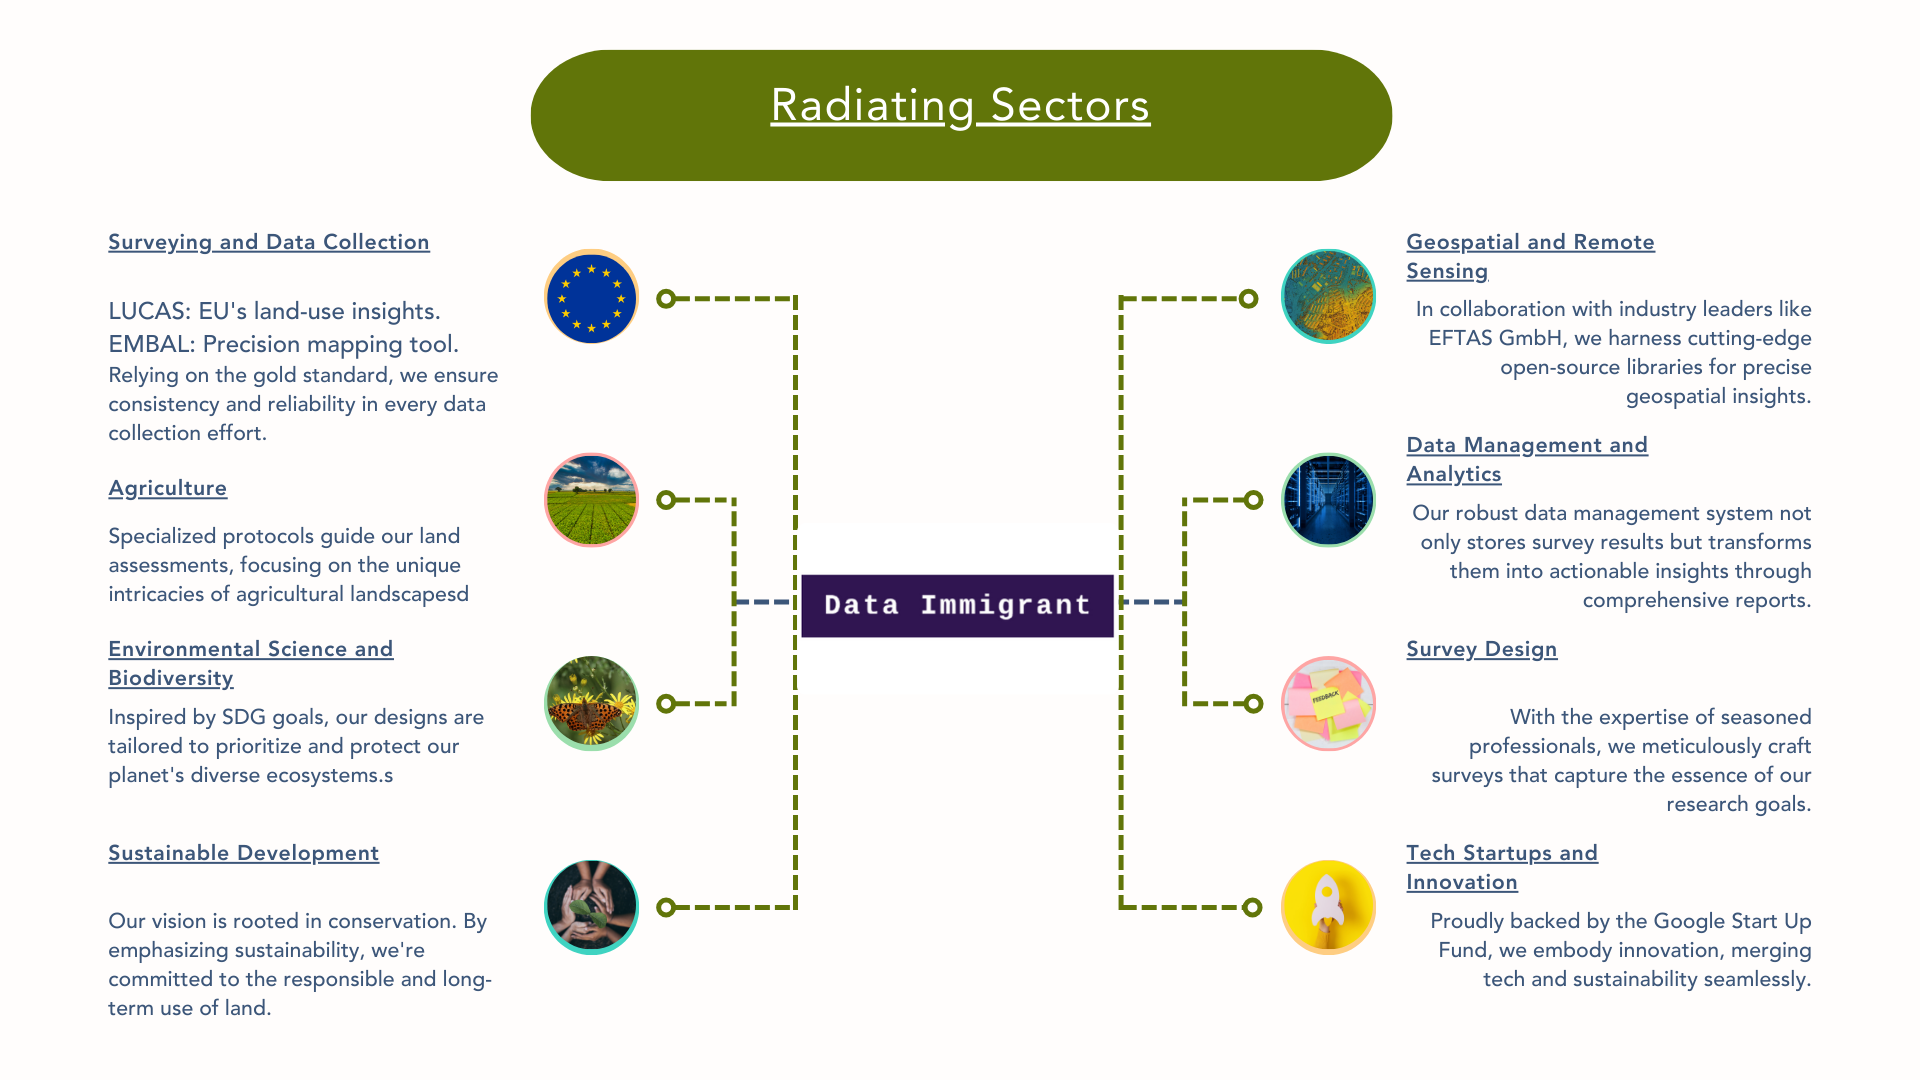 Radiating Sectors
Surveying and Data Collection
LUCAS: EU's land-use insights.
EMBAL: Precision mapping tool.
Relying on the gold standard, we ensure
consistency and reliability in every data
collection effort.
Agriculture
Specialized protocols guide our land
assessments, focusing on the unique
intricacies of agricultural landscapesd
Environmental Science and
Biodiversity
Inspired by SDG goals, our designs are
tailored to prioritize and protect our
planet's diverse ecosystems.s
Sustainable Development
Our vision is rooted in conservation. By
emphasizing sustainability, we're
committed to the responsible and long-
term use of land.
Data Immigrant
Geospatial and Remote
Sensing
In collaboration with industry leaders like
EFTAS GmbH, we harness cutting-edge
open-source libraries for precise
geospatial insights.
Data Management and
Analytics
Our robust data management system not
only stores survey results but transforms
them into actionable insights through
comprehensive reports.
Survey Design
FEEDBACK
With the expertise of seasoned
professionals, we meticulously craft
surveys that capture the essence of our
research goals.
Tech Startups and
Innovation
Proudly backed by the Google Start Up
Fund, we embody innovation, merging
tech and sustainability seamlessly.